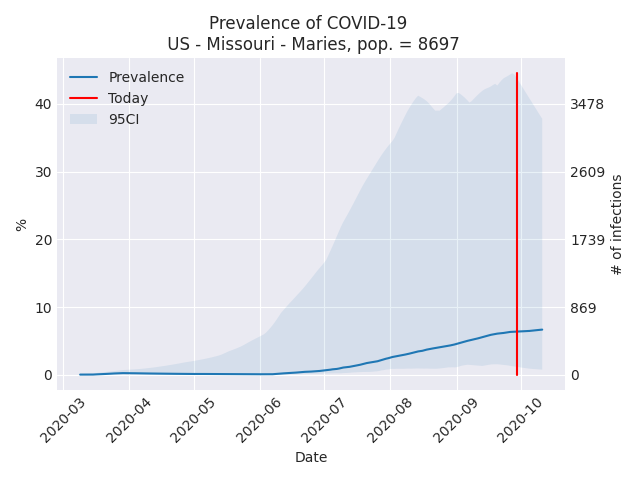 Prevalence of COVID-19
US - Missouri - Maries, pop. = 8697
Prevalence
Today
95CI
40
30
20
10
0
%
3478
2609
1739
869
0
# of infections
2020-03
2020-04
2020-05
2020-06
2020-07
2020-08
2020-09
2020-10
Date